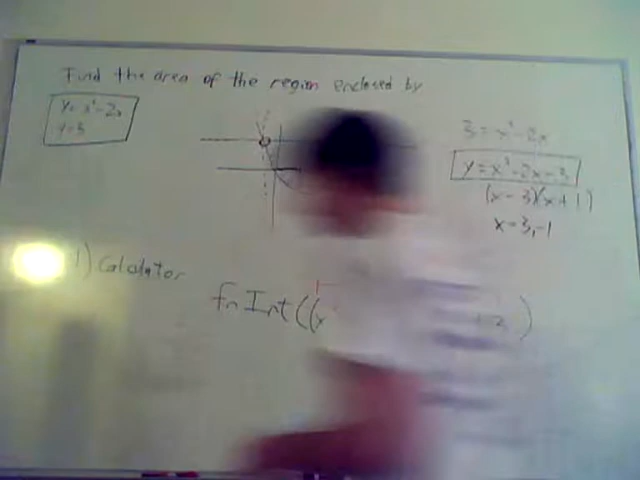 Find the area of the region enclosed by
y = x² - 2x
y = 3
3 = x² - 2x
y = x² - 2x - 3
(x - 3)(x + 1)
x = 3, -1
1) Calculator
fnInt((x
)